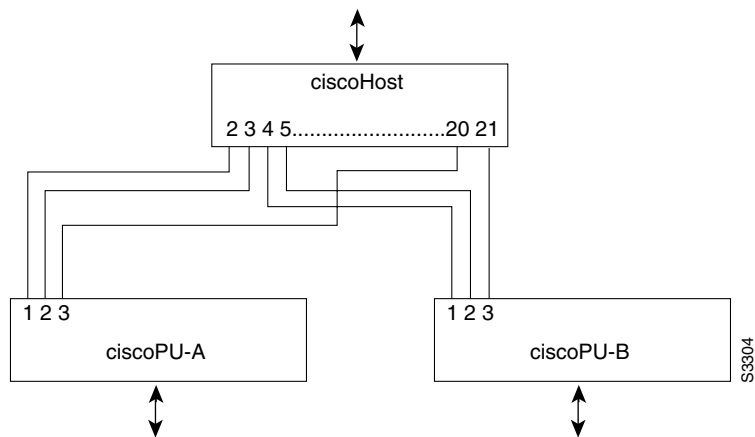 ciscoHost
2 3 4 5..........................20 21
1 2 3
1 2 3
ciscoPU-A
ciscoPU-B
S3304